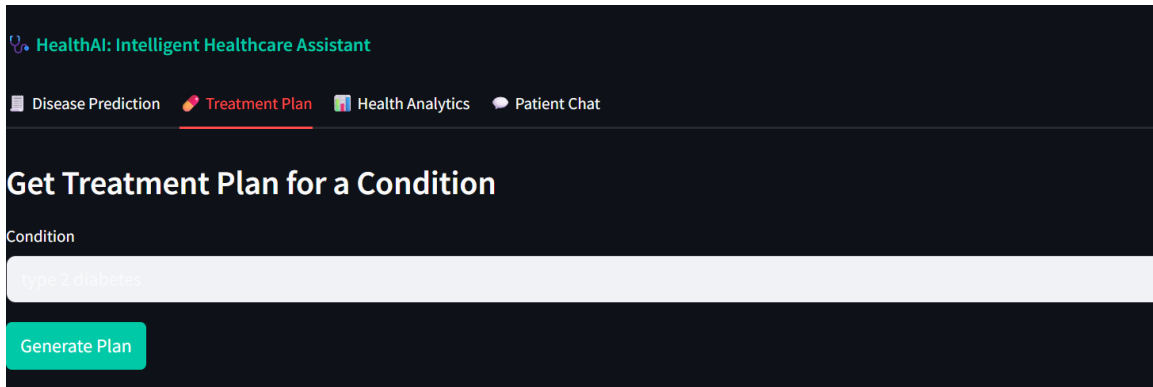 HealthAI: Intelligent Healthcare Assistant
Disease Prediction Treatment Plan Health Analytics Patient Chat
Get Treatment Plan for a Condition
Condition
type 2 diabetes
Generate Plan